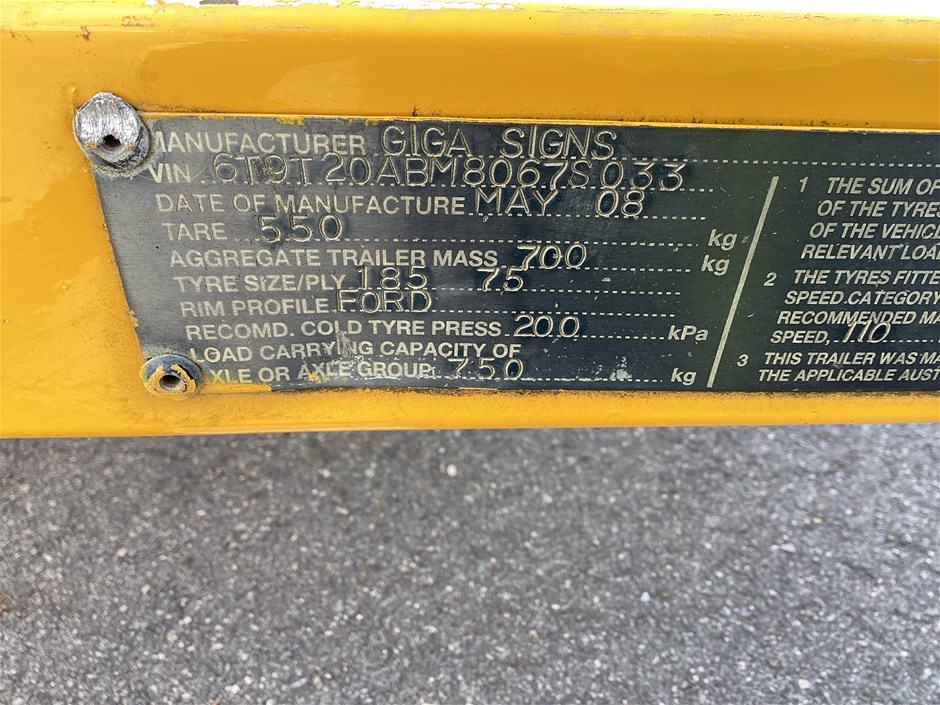 MANUFACTURER GIGA SIGNS
VIN 6T9T20ABM8067S033
DATE OF MANUFACTURE MAY 08
TARE 550 kg
AGGREGATE TRAILER MASS 700 kg
TYRE SIZE/PLY 185 75
RIM PROFILE FORD
RECOMD. COLD TYRE PRESS 200 kPa
LOAD CARRYING CAPACITY OF
AXLE OR AXLE GROUP 750 kg
1 THE SUM OF
OF THE TYRES
OF THE VEHICL
RELEVANT LOA
2 THE TYRES FITTE
SPEED CATEGORY
RECOMMENDED MA
SPEED, 110
3 THIS TRAILER WAS MA
THE APPLICABLE AUST